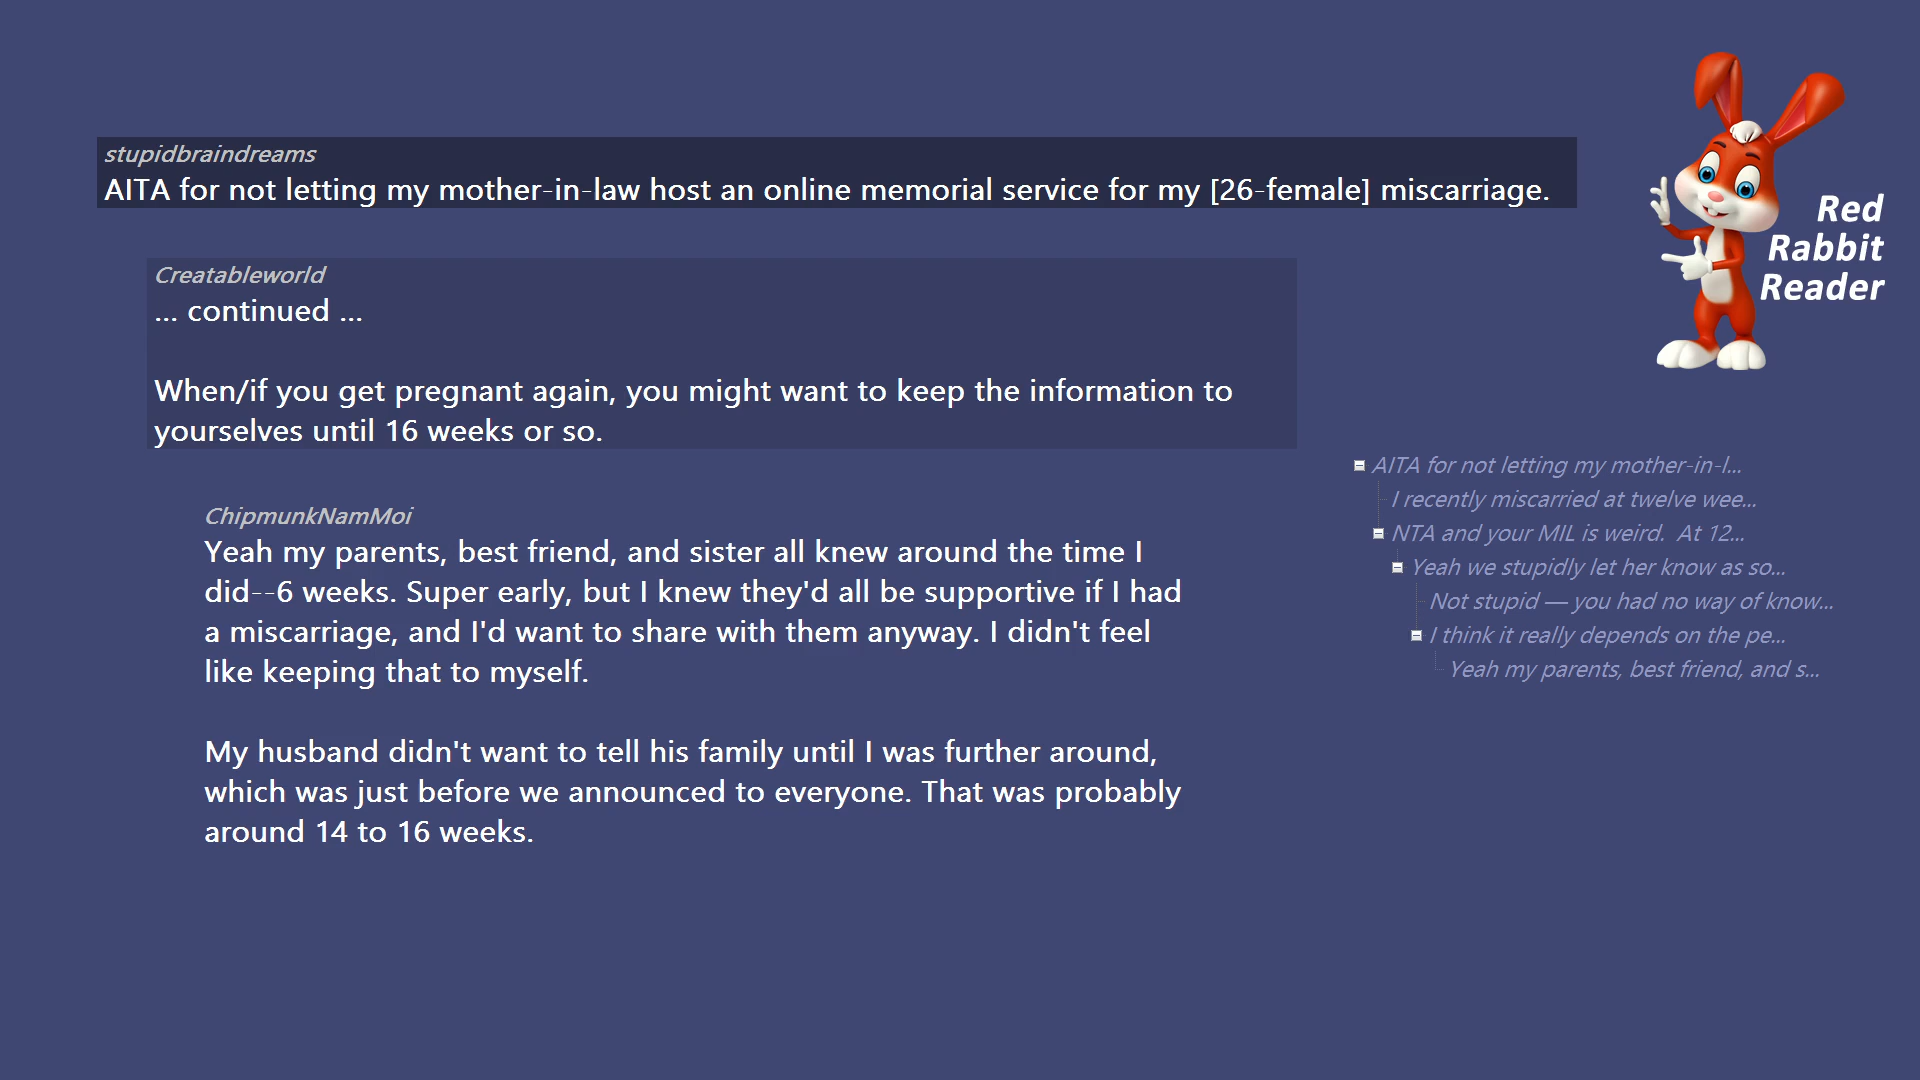 stupidbraindreams
AITA for not letting my mother-in-law host an online memorial service for my [26-female] miscarriage.
Creatableworld
... continued ...
When/if you get pregnant again, you might want to keep the information to
yourselves until 16 weeks or so.
ChipmunkNamMoi
Yeah my parents, best friend, and sister all knew around the time I
did--6 weeks. Super early, but I knew they'd all be supportive if I had
a miscarriage, and I'd want to share with them anyway. I didn't feel
like keeping that to myself.
My husband didn't want to tell his family until I was further around,
which was just before we announced to everyone. That was probably
around 14 to 16 weeks.
Red
Rabbit
Reader
AITA for not letting my mother-in-l...
I recently miscarried at twelve wee...
NTA and your MIL is weird.  At 12...
Yeah we stupidly let her know as so...
Not stupid — you had no way of know...
I think it really depends on the pe...
Yeah my parents, best friend, and s...